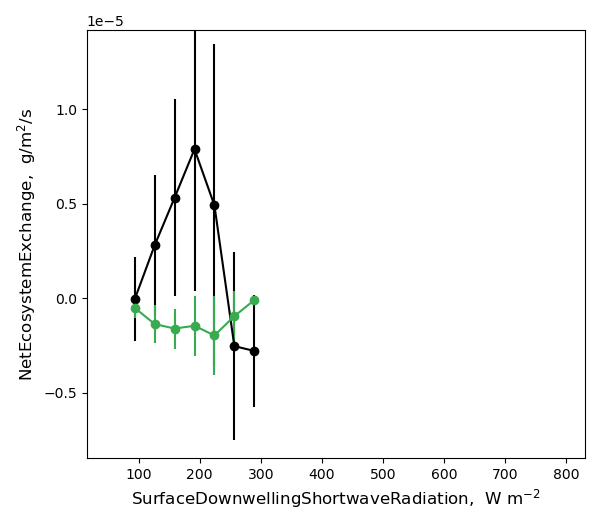 1e−5
1.0
0.5
0.0
−0.5
NetEcosystemExchange,  g/m²/s
100 200 300 400 500 600 700 800
SurfaceDownwellingShortwaveRadiation,  W m⁻²